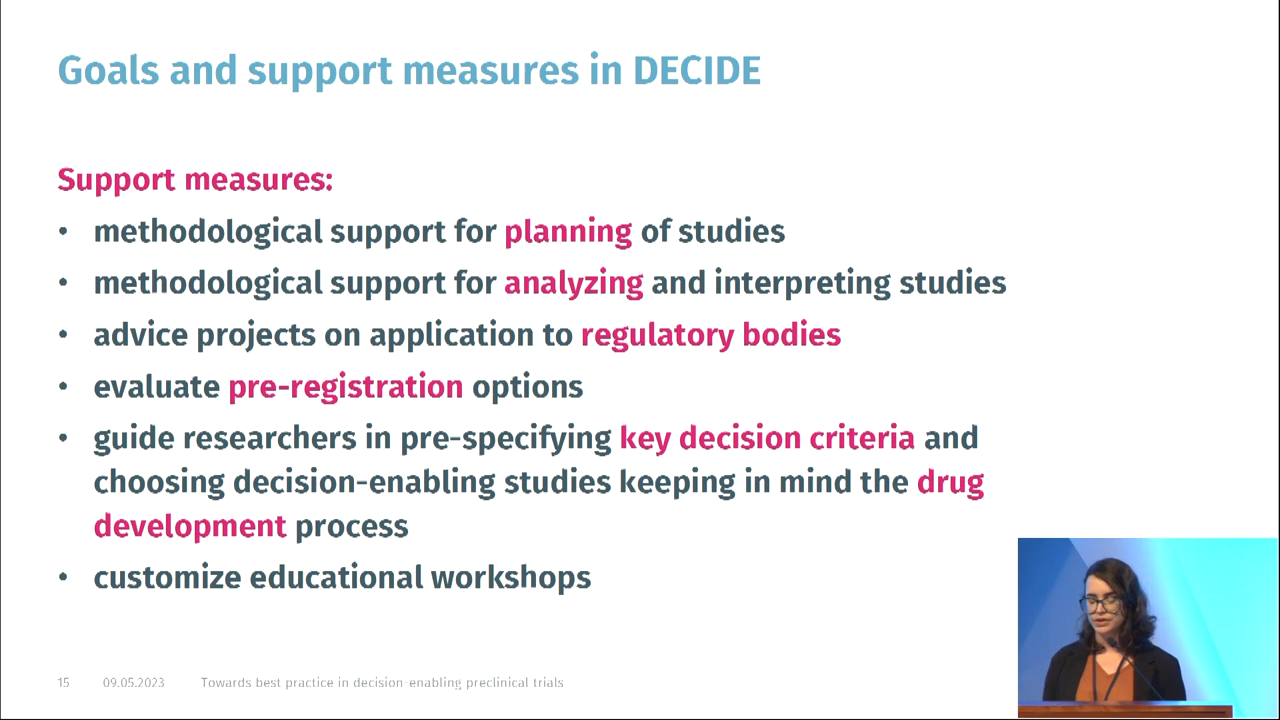 Goals and support measures in DECIDE
Support measures:
• methodological support for planning of studies
• methodological support for analyzing and interpreting studies
• advice projects on application to regulatory bodies
• evaluate pre-registration options
• guide researchers in pre-specifying key decision criteria and
choosing decision-enabling studies keeping in mind the drug
development process
• customize educational workshops
15 09.05.2023 Towards best practice in decision-enabling preclinical trials